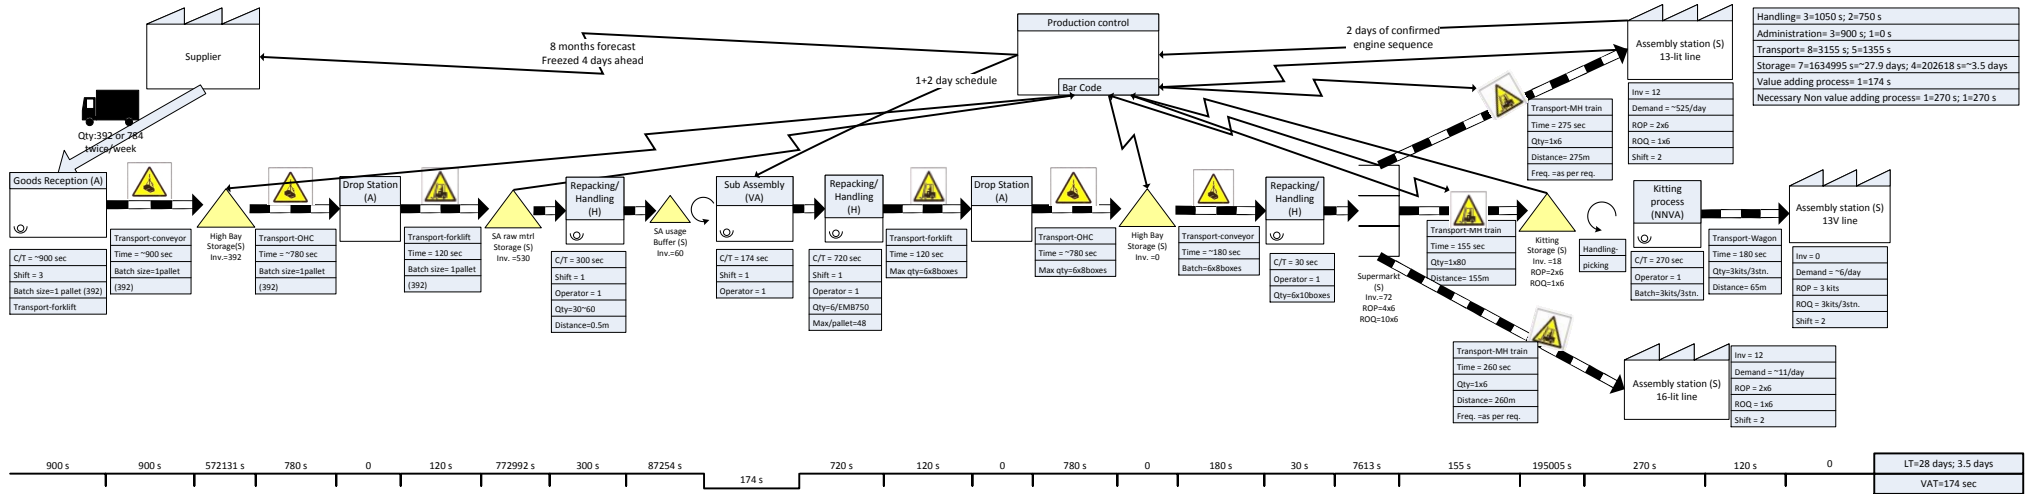 Supplier
Qty:392 or 784
twice/week
8 months forecast
Freezed 4 days ahead
Production control
Bar Code
1+2 day schedule
2 days of confirmed
engine sequence
Assembly station (S)
13-lit line
Inv = 12
Demand = ~525/day
ROP = 2x6
ROQ = 1x6
Shift = 2
Handling= 3=1050 s; 2=750 s
Administration= 3=900 s; 1=0 s
Transport= 8=3155 s; 5=1355 s
Storage= 7=1634995 s=~27.9 days; 4=202618 s=~3.5 days
Value adding process= 1=174 s
Necessary Non value adding process= 1=270 s; 1=270 s
Transport-MH train
Time = 275 sec
Qty=1x6
Distance= 275m
Freq. =as per req.
Goods Reception (A)
C/T = ~900 sec
Shift = 3
Batch size=1 pallet (392)
Transport-forklift
Transport-conveyor
Time = ~900 sec
Batch size=1pallet
(392)
High Bay
Storage(S)
Inv.=392
Transport-OHC
Time = ~780 sec
Batch size=1pallet
(392)
Drop Station
(A)
Transport-forklift
Time = 120 sec
Batch size= 1pallet
(392)
SA raw mtrl
Storage (S)
Inv. =530
Repacking/
Handling
(H)
C/T = 300 sec
Shift = 1
Operator = 1
Qty=30~60
Distance=0.5m
SA usage
Buffer (S)
Inv.=60
Sub Assembly
(VA)
C/T = 174 sec
Shift = 1
Operator = 1
Repacking/
Handling
(H)
C/T = 720 sec
Shift = 1
Operator = 1
Qty=6/EMB750
Max/pallet=48
Transport-forklift
Time = 120 sec
Max qty=6x8boxes
Drop Station
(A)
Transport-OHC
Time = ~780 sec
Max qty=6x8boxes
High Bay
Storage (S)
Inv. =0
Transport-conveyor
Time = ~180 sec
Batch=6x8boxes
Repacking/
Handling
(H)
C/T = 30 sec
Operator = 1
Qty=6x10boxes
Supermarkt
(S)
Inv.=72
ROP=4x6
ROQ=10x6
Transport-MH train
Time = 155 sec
Qty=1x80
Distance= 155m
Kitting
Storage (S)
Inv. =18
ROP=2x6
ROQ=1x6
Handling-
picking
Kitting
process
(NNVA)
C/T = 270 sec
Operator = 1
Batch=3kits/3stn.
Transport-Wagon
Time = 180 sec
Qty=3kits/3stn.
Distance= 65m
Assembly station (S)
13V line
Inv = 0
Demand = ~6/day
ROP = 3 kits
ROQ = 3kits/3stn.
Shift = 2
Transport-MH train
Time = 260 sec
Qty=1x6
Distance= 260m
Freq. =as per req.
Assembly station (S)
16-lit line
Inv = 12
Demand = ~11/day
ROP = 2x6
ROQ = 1x6
Shift = 2
900 s
900 s
572131 s
780 s
0
120 s
772992 s
300 s
87254 s
174 s
720 s
120 s
0
780 s
0
180 s
30 s
7613 s
155 s
195005 s
270 s
120 s
0
LT=28 days; 3.5 days
VAT=174 sec